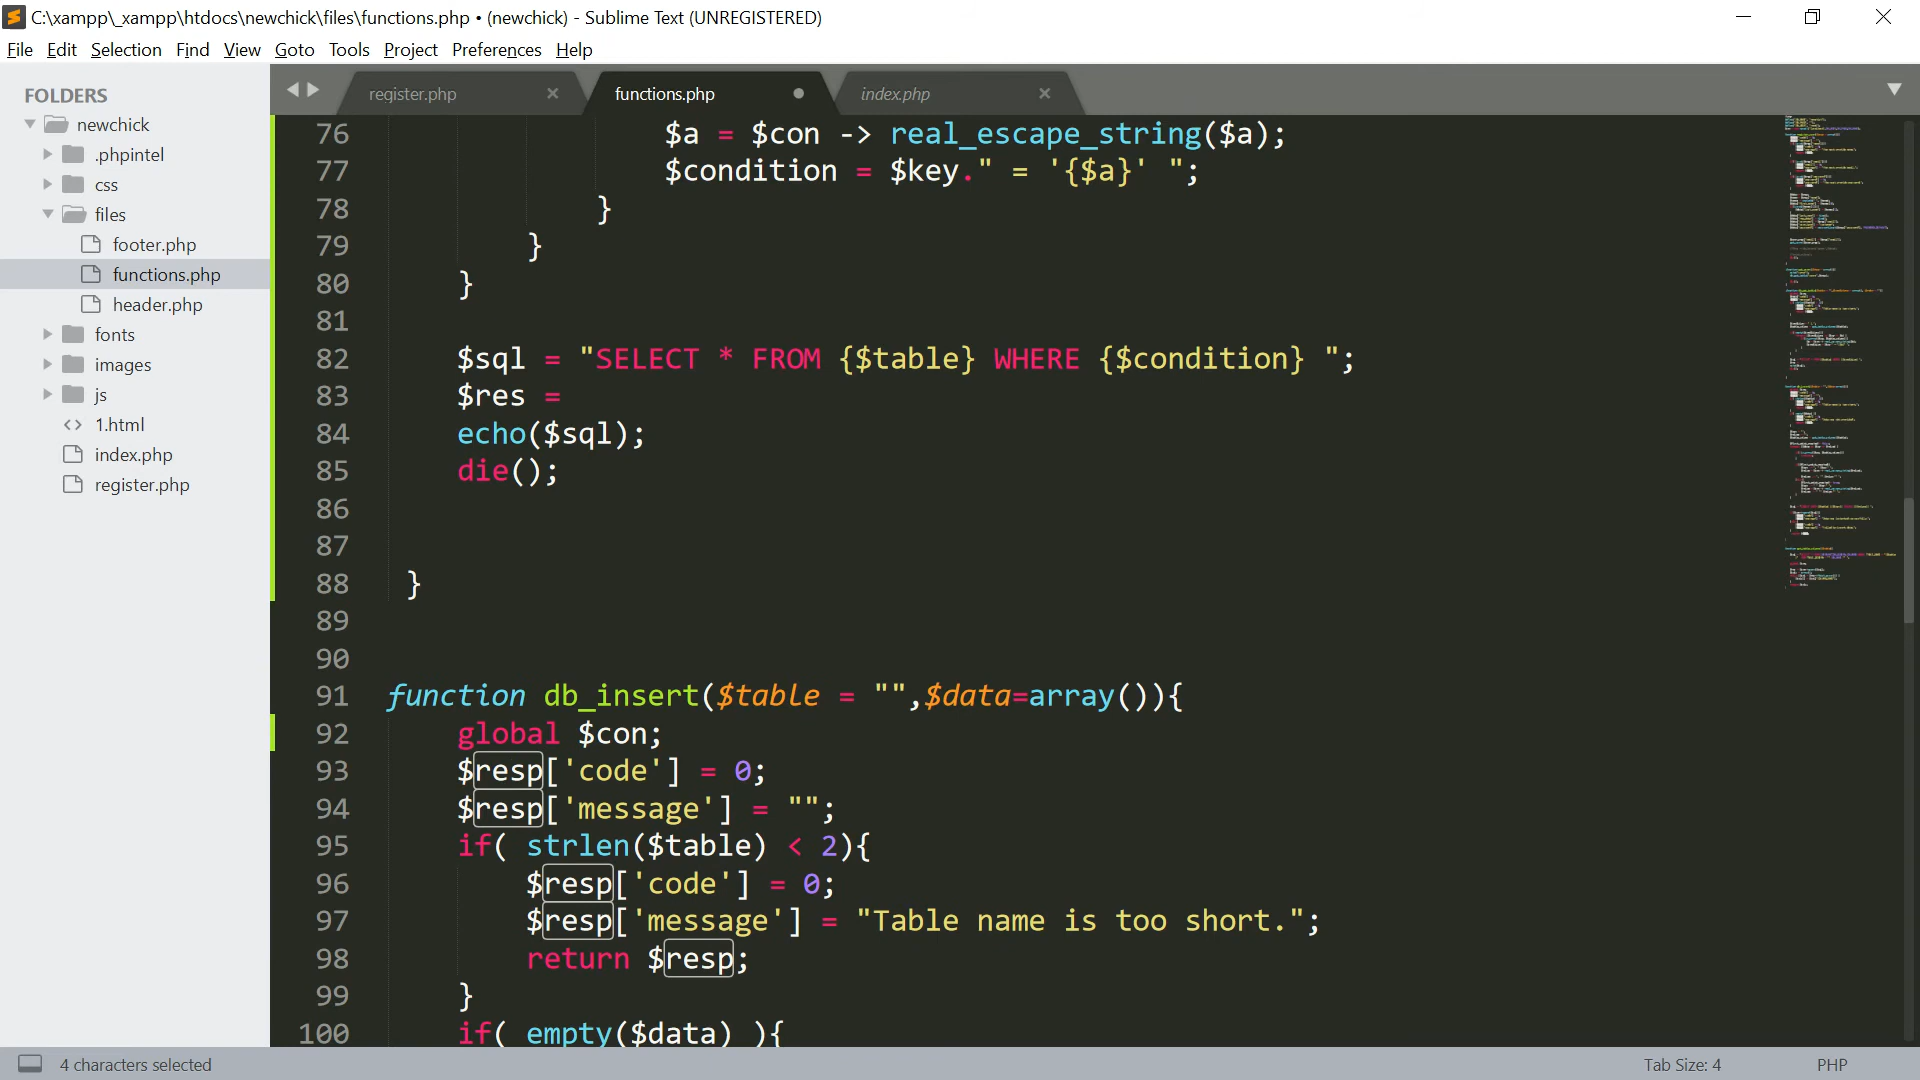 C:\xampp\_xampp\htdocs\newchick\files\functions.php • (newchick) - Sublime Text (UNREGISTERED)
File Edit Selection Find View Goto Tools Project Preferences Help
FOLDERS
newchick
.phpintel
css
files
footer.php
functions.php
header.php
fonts
images
js
1.html
index.php
register.php
register.php functions.php index.php
76 $a = $con -> real_escape_string($a);
77 $condition = $key." = '{$a}' ";
78 }
79 }
80 }
81
82 $sql = "SELECT * FROM {$table} WHERE {$condition} ";
83 $res =
84 echo($sql);
85 die();
86
87
88 }
89
90
91 function db_insert($table = "",$data=array()){
92 global $con;
93 $resp['code'] = 0;
94 $resp['message'] = "";
95 if( strlen($table) < 2){
96 $resp['code'] = 0;
97 $resp['message'] = "Table name is too short.";
98 return $resp;
99 }
100 if( empty($data) ){
4 characters selected
Tab Size: 4
PHP